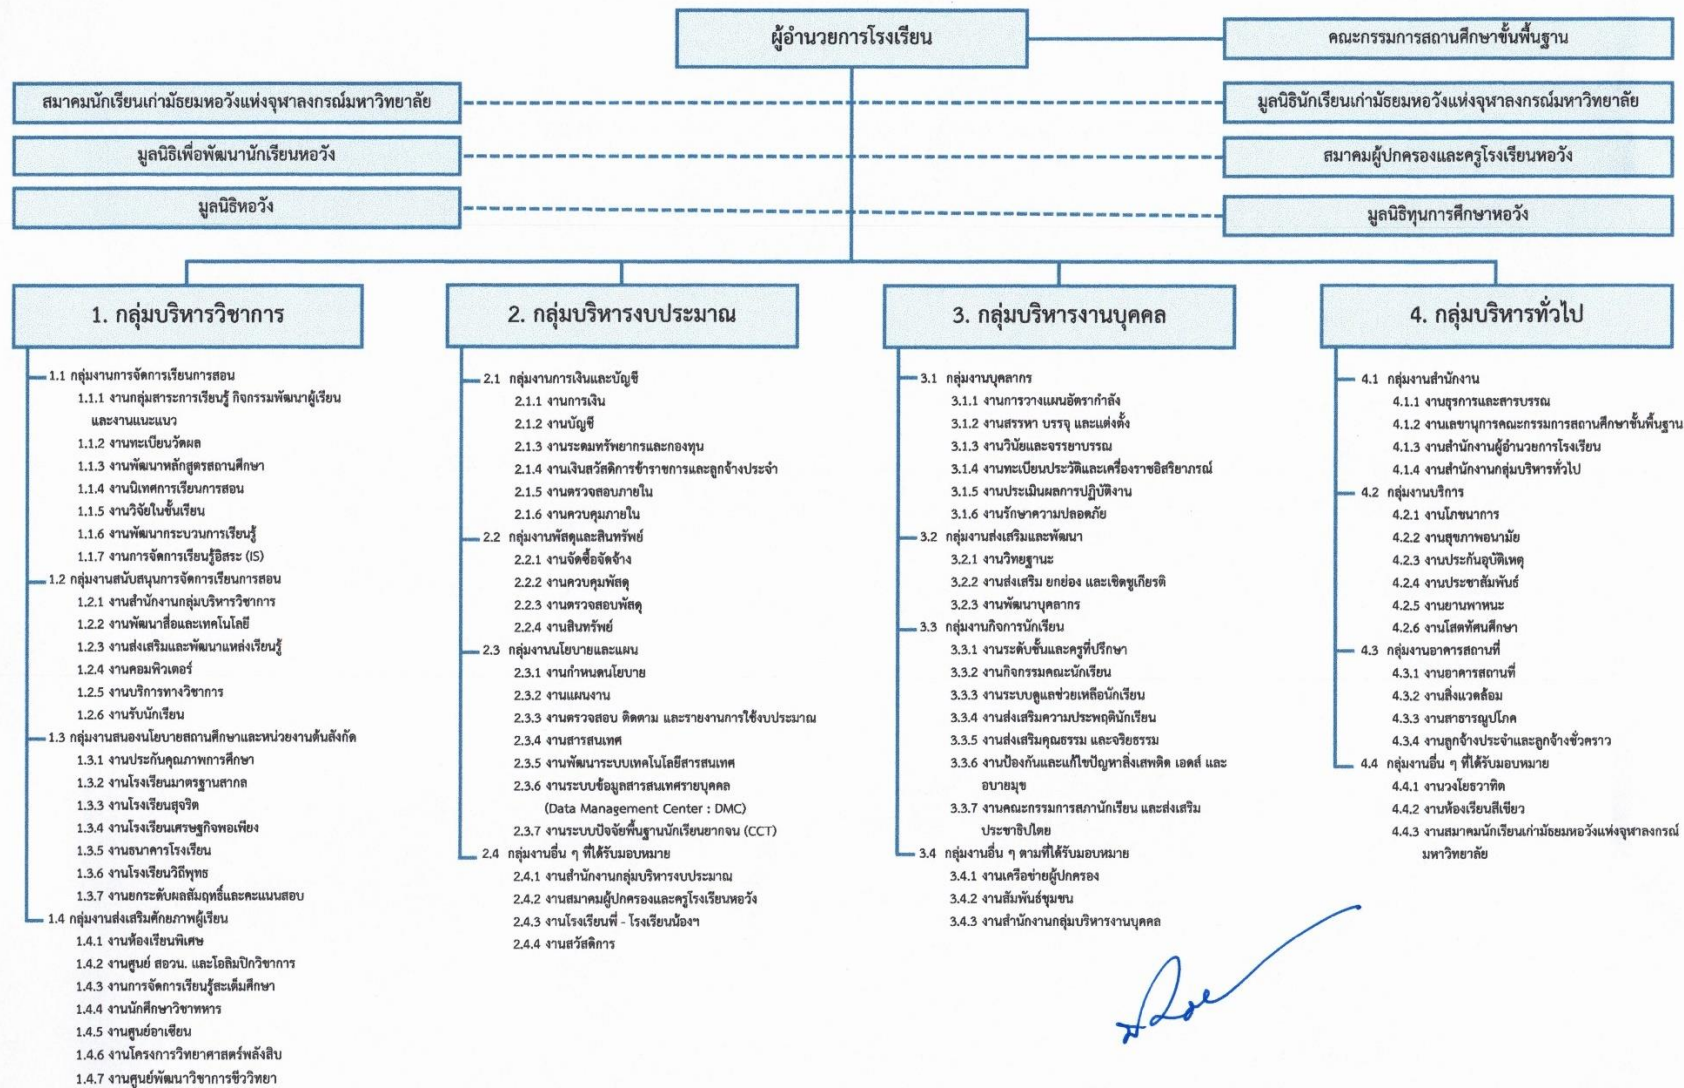 ผู้อำนวยการโรงเรียน
คณะกรรมการสถานศึกษาขั้นพื้นฐาน
สมาคมนักเรียนเก่ามัธยมหอวังแห่งจุฬาลงกรณ์มหาวิทยาลัย
มูลนิธินักเรียนเก่ามัธยมหอวังแห่งจุฬาลงกรณ์มหาวิทยาลัย
มูลนิธิเพื่อพัฒนานักเรียนหอวัง
สมาคมผู้ปกครองและครูโรงเรียนหอวัง
มูลนิธิหอวัง
มูลนิธิทุนการศึกษาหอวัง
1. กลุ่มบริหารวิชาการ
1.1 กลุ่มงานการจัดการเรียนการสอน
1.1.1 งานกลุ่มสาระการเรียนรู้ กิจกรรมพัฒนาผู้เรียน
และงานแนะแนว
1.1.2 งานทะเบียนวัดผล
1.1.3 งานพัฒนาหลักสูตรสถานศึกษา
1.1.4 งานนิเทศการเรียนการสอน
1.1.5 งานวิจัยในชั้นเรียน
1.1.6 งานพัฒนากระบวนการเรียนรู้
1.1.7 งานการจัดการเรียนรู้อิสระ (IS)
1.2 กลุ่มงานสนับสนุนการจัดการเรียนการสอน
1.2.1 งานสำนักงานกลุ่มบริหารวิชาการ
1.2.2 งานพัฒนาสื่อและเทคโนโลยี
1.2.3 งานส่งเสริมและพัฒนาแหล่งเรียนรู้
1.2.4 งานคอมพิวเตอร์
1.2.5 งานบริการทางวิชาการ
1.2.6 งานรับนักเรียน
1.3 กลุ่มงานสนองนโยบายสถานศึกษาและหน่วยงานต้นสังกัด
1.3.1 งานประกันคุณภาพการศึกษา
1.3.2 งานโรงเรียนมาตรฐานสากล
1.3.3 งานโรงเรียนสุจริต
1.3.4 งานโรงเรียนเศรษฐกิจพอเพียง
1.3.5 งานธนาคารโรงเรียน
1.3.6 งานโรงเรียนวิถีพุทธ
1.3.7 งานยกระดับผลสัมฤทธิ์และคะแนนสอบ
1.4 กลุ่มงานส่งเสริมศักยภาพผู้เรียน
1.4.1 งานห้องเรียนพิเศษ
1.4.2 งานศูนย์ สอวน. และโอลิมปิกวิชาการ
1.4.3 งานการจัดการเรียนรู้สะเต็มศึกษา
1.4.4 งานนักศึกษาวิชาทหาร
1.4.5 งานศูนย์อาเซียน
1.4.6 งานโครงการวิทยาศาสตร์พลังสิบ
1.4.7 งานศูนย์พัฒนาวิชาการชีววิทยา
2. กลุ่มบริหารงบประมาณ
2.1 กลุ่มงานการเงินและบัญชี
2.1.1 งานการเงิน
2.1.2 งานบัญชี
2.1.3 งานระดมทรัพยากรและกองทุน
2.1.4 งานเงินสวัสดิการข้าราชการและลูกจ้างประจำ
2.1.5 งานตรวจสอบภายใน
2.1.6 งานควบคุมภายใน
2.2 กลุ่มงานพัสดุและสินทรัพย์
2.2.1 งานจัดซื้อจัดจ้าง
2.2.2 งานควบคุมพัสดุ
2.2.3 งานตรวจสอบพัสดุ
2.2.4 งานสินทรัพย์
2.3 กลุ่มงานนโยบายและแผน
2.3.1 งานกำหนดนโยบาย
2.3.2 งานแผนงาน
2.3.3 งานตรวจสอบ ติดตาม และรายงานการใช้งบประมาณ
2.3.4 งานสารสนเทศ
2.3.5 งานพัฒนาระบบเทคโนโลยีสารสนเทศ
2.3.6 งานระบบข้อมูลสารสนเทศรายบุคคล
(Data Management Center : DMC)
2.3.7 งานระบบปัจจัยพื้นฐานนักเรียนยากจน (CCT)
2.4 กลุ่มงานอื่น ๆ ที่ได้รับมอบหมาย
2.4.1 งานสำนักงานกลุ่มบริหารงบประมาณ
2.4.2 งานสมาคมผู้ปกครองและครูโรงเรียนหอวัง
2.4.3 งานโรงเรียนพี่ - โรงเรียนน้องฯ
2.4.4 งานสวัสดิการ
3. กลุ่มบริหารงานบุคคล
3.1 กลุ่มงานบุคลากร
3.1.1 งานการวางแผนอัตรากำลัง
3.1.2 งานสรรหา บรรจุ และแต่งตั้ง
3.1.3 งานวินัยและจรรยาบรรณ
3.1.4 งานทะเบียนประวัติและเครื่องราชอิสริยาภรณ์
3.1.5 งานประเมินผลการปฏิบัติงาน
3.1.6 งานรักษาความปลอดภัย
3.2 กลุ่มงานส่งเสริมและพัฒนา
3.2.1 งานวิทยฐานะ
3.2.2 งานส่งเสริม ยกย่อง และเชิดชูเกียรติ
3.2.3 งานพัฒนาบุคลากร
3.3 กลุ่มงานกิจการนักเรียน
3.3.1 งานระดับชั้นและครูที่ปรึกษา
3.3.2 งานกิจกรรมคณะนักเรียน
3.3.3 งานระบบดูแลช่วยเหลือนักเรียน
3.3.4 งานส่งเสริมความประพฤตินักเรียน
3.3.5 งานส่งเสริมคุณธรรม และจริยธรรม
3.3.6 งานป้องกันและแก้ไขปัญหาสิ่งเสพติด เอดส์ และ
อบายมุข
3.3.7 งานคณะกรรมการสภานักเรียน และส่งเสริม
ประชาธิปไตย
3.4 กลุ่มงานอื่น ๆ ตามที่ได้รับมอบหมาย
3.4.1 งานเครือข่ายผู้ปกครอง
3.4.2 งานสัมพันธ์ชุมชน
3.4.3 งานสำนักงานกลุ่มบริหารงานบุคคล
4. กลุ่มบริหารทั่วไป
4.1 กลุ่มงานสำนักงาน
4.1.1 งานธุรการและสารบรรณ
4.1.2 งานเลขานุการคณะกรรมการสถานศึกษาขั้นพื้นฐาน
4.1.3 งานสำนักงานผู้อำนวยการโรงเรียน
4.1.4 งานสำนักงานกลุ่มบริหารทั่วไป
4.2 กลุ่มงานบริการ
4.2.1 งานโภชนาการ
4.2.2 งานสุขภาพอนามัย
4.2.3 งานประกันอุบัติเหตุ
4.2.4 งานประชาสัมพันธ์
4.2.5 งานยานพาหนะ
4.2.6 งานโสตทัศนศึกษา
4.3 กลุ่มงานอาคารสถานที่
4.3.1 งานอาคารสถานที่
4.3.2 งานสิ่งแวดล้อม
4.3.3 งานสาธารณูปโภค
4.3.4 งานลูกจ้างประจำและลูกจ้างชั่วคราว
4.4 กลุ่มงานอื่น ๆ ที่ได้รับมอบหมาย
4.4.1 งานวงโยธวาทิต
4.4.2 งานห้องเรียนสีเขียว
4.4.3 งานสมาคมนักเรียนเก่ามัธยมหอวังแห่งจุฬาลงกรณ์
มหาวิทยาลัย